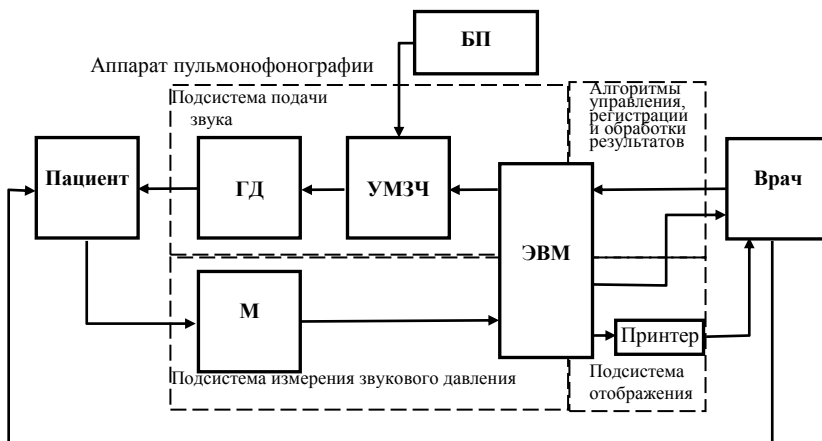 БП
Аппарат пульмонофонографии
Подсистема подачи
звука
Алгоритмы
управления,
регистрации
и обработки
результатов
Пациент
ГД
УМЗЧ
ЭВМ
Врач
М
Принтер
Подсистема измерения звукового давления
Подсистема
отображения